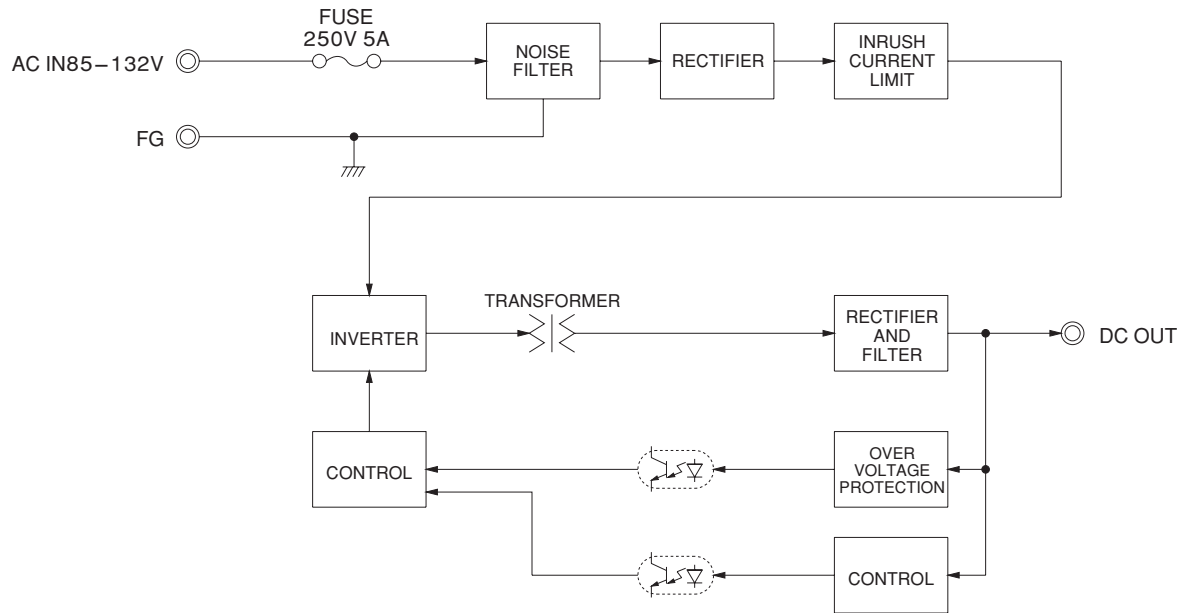 FUSE
250V 5A
AC IN85–132V
NOISE
FILTER
RECTIFIER
INRUSH
CURRENT
LIMIT
FG
TRANSFORMER
INVERTER
RECTIFIER
AND
FILTER
DC OUT
CONTROL
OVER
VOLTAGE
PROTECTION
CONTROL